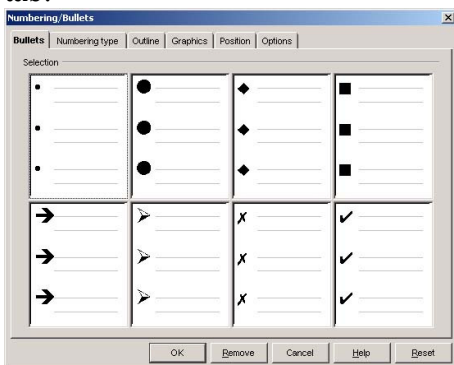 Numbering/Bullets
Bullets Numbering type Outline Graphics Position Options
Selection
OK Remove Cancel Help Reset